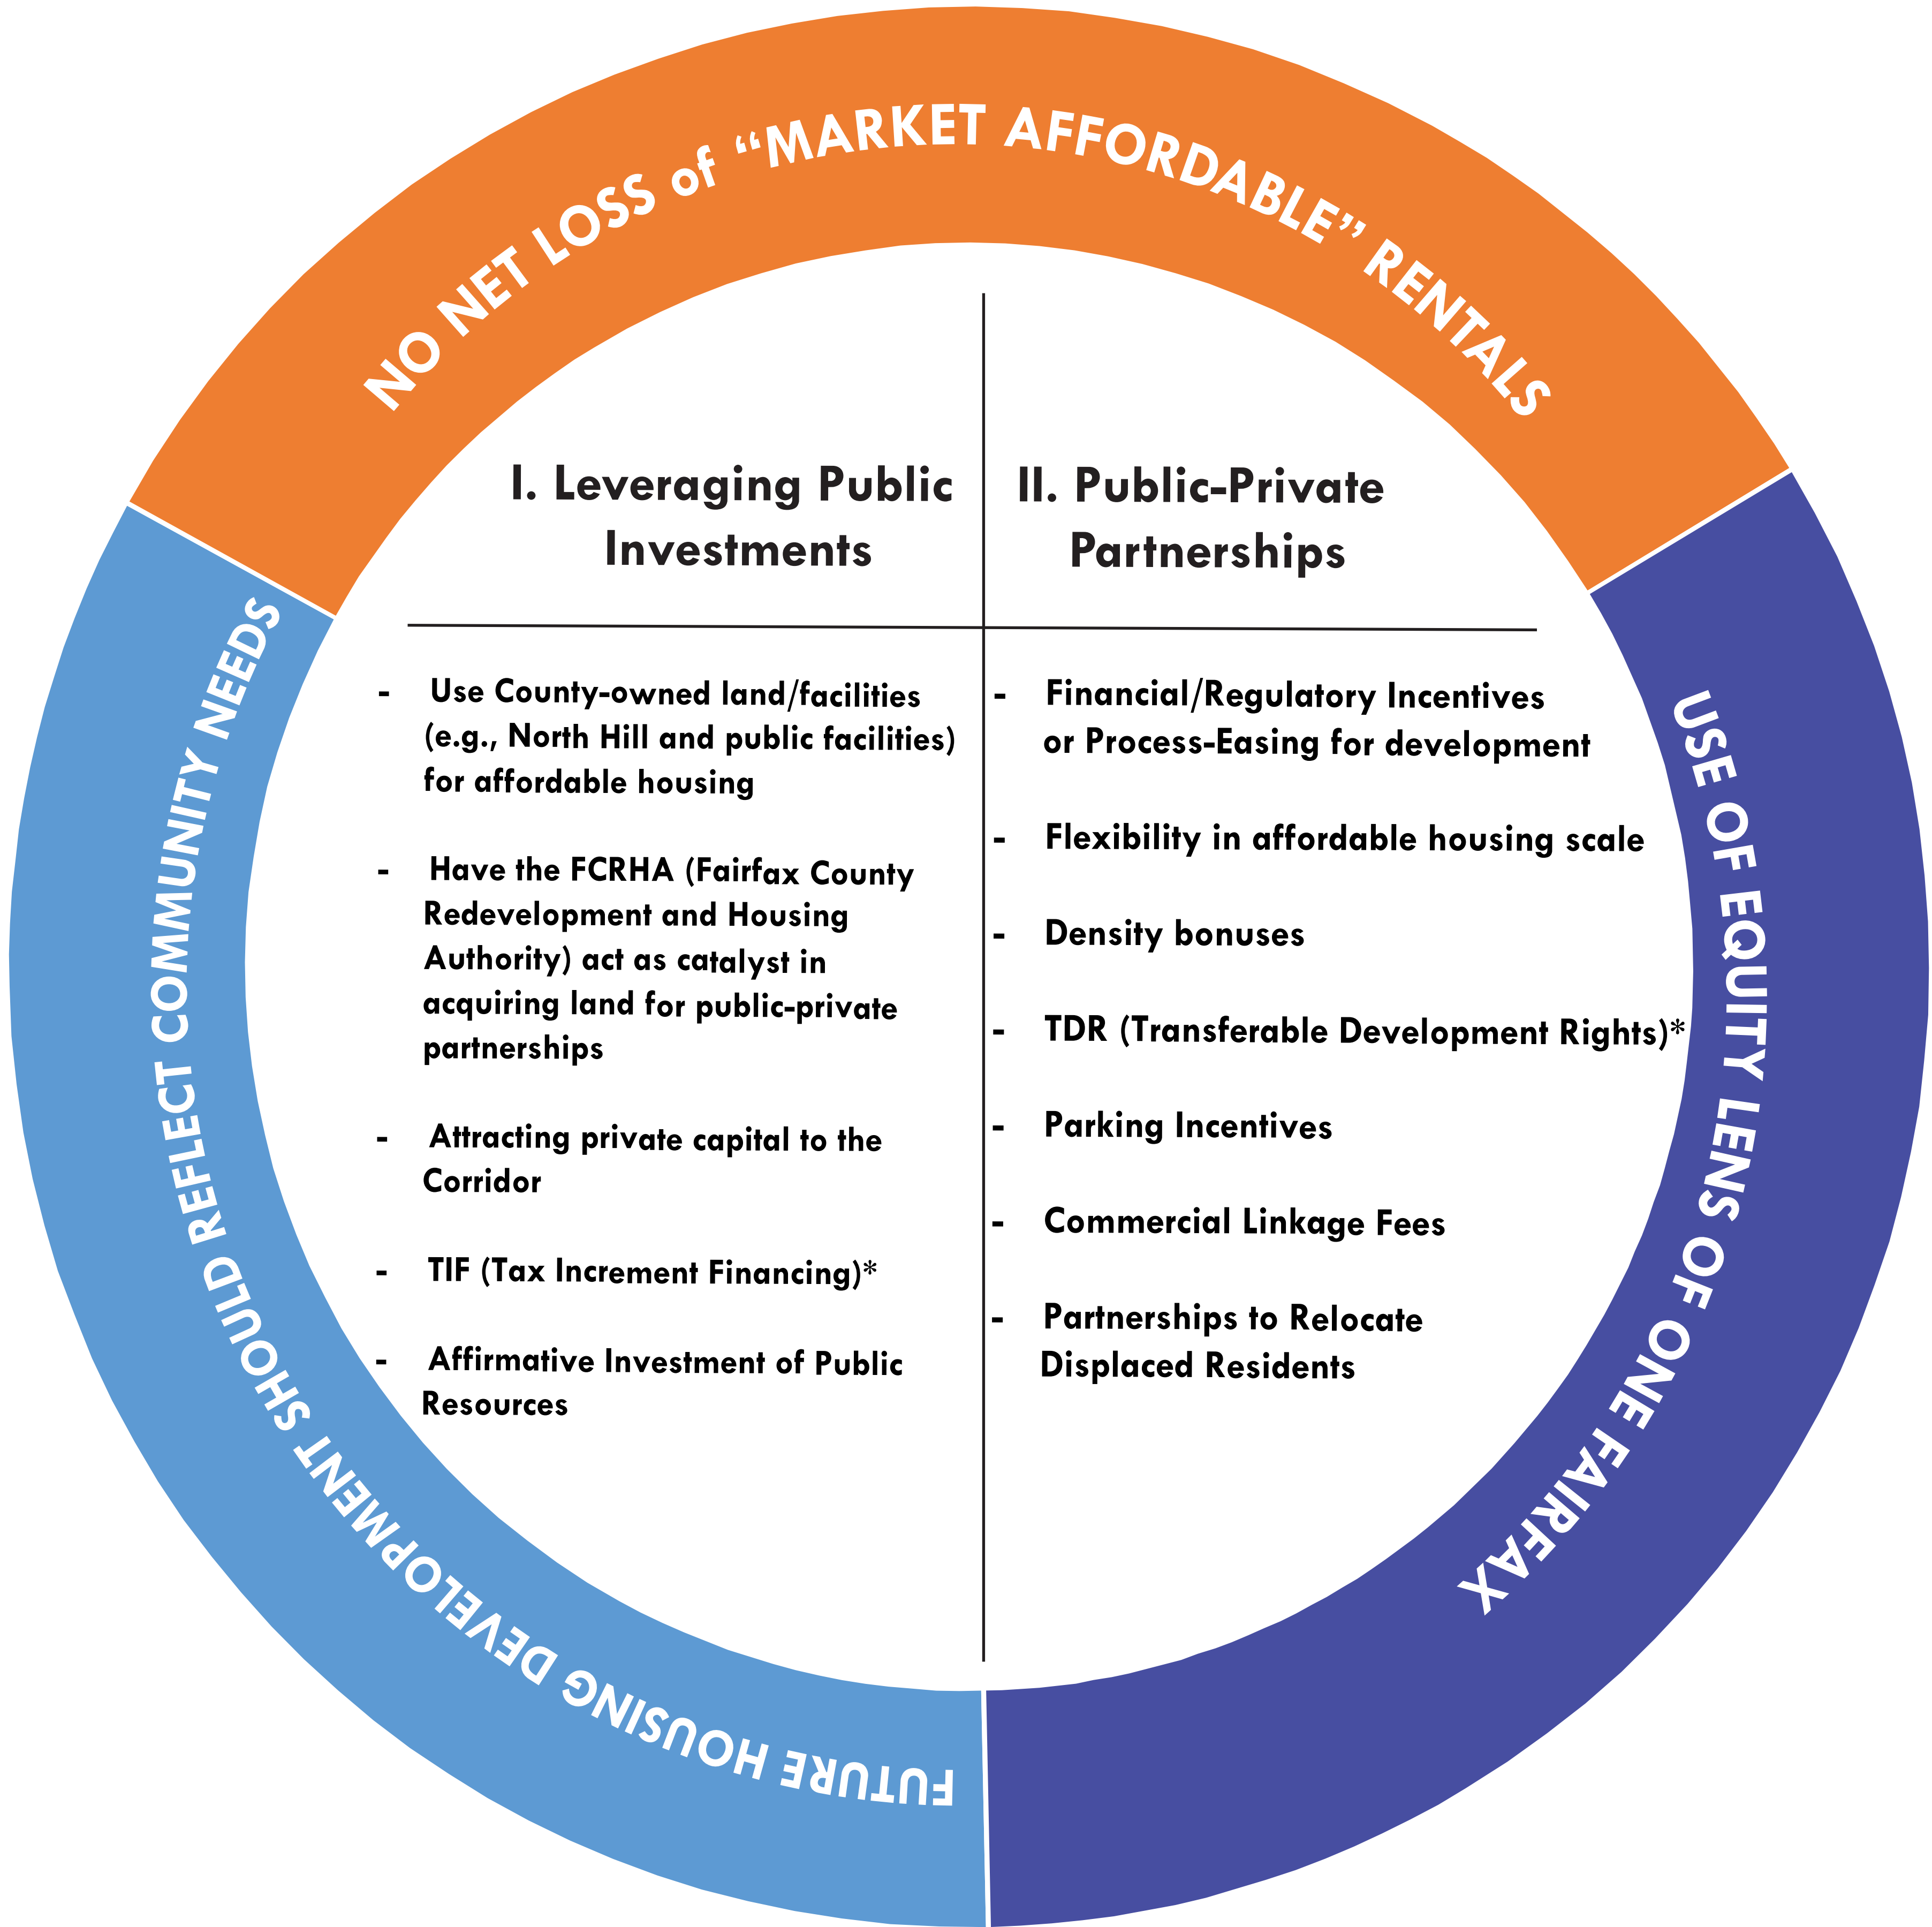 NO NET LOSS of ““MARKET AFFORDABLE” RENTALS
USE OF EQUITY LENS OF ONE FAIRFAX
FUTURE HOUSING DEVELOPMENT SHOULD REFLECT COMMUNITY NEEDS
I. Leveraging Public
Investments
- Use County-owned land/facilities
(e.g., North Hill and public facilities)
for affordable housing
- Have the FCRHA (Fairfax County
Redevelopment and Housing
Authority) act as catalyst in
acquiring land for public-private
partnerships
- Attracting private capital to the
Corridor
- TIF (Tax Increment Financing)*
- Affirmative Investment of Public
Resources
II. Public-Private
Partnerships
- Financial/Regulatory Incentives
or Process-Easing for development
- Flexibility in affordable housing scale
- Density bonuses
- TDR (Transferable Development Rights)*
- Parking Incentives
- Commercial Linkage Fees
- Partnerships to Relocate
Displaced Residents